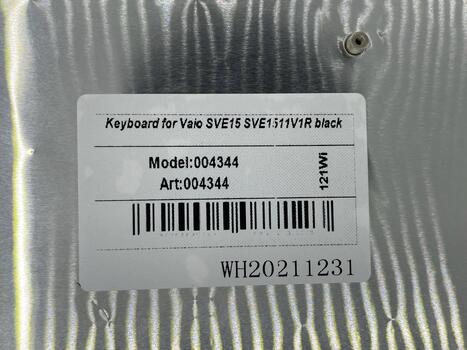 Keyboard for Vaio SVE15 SVE1511V1R black
Model:004344
Art:004344
121Wi
WH20211231